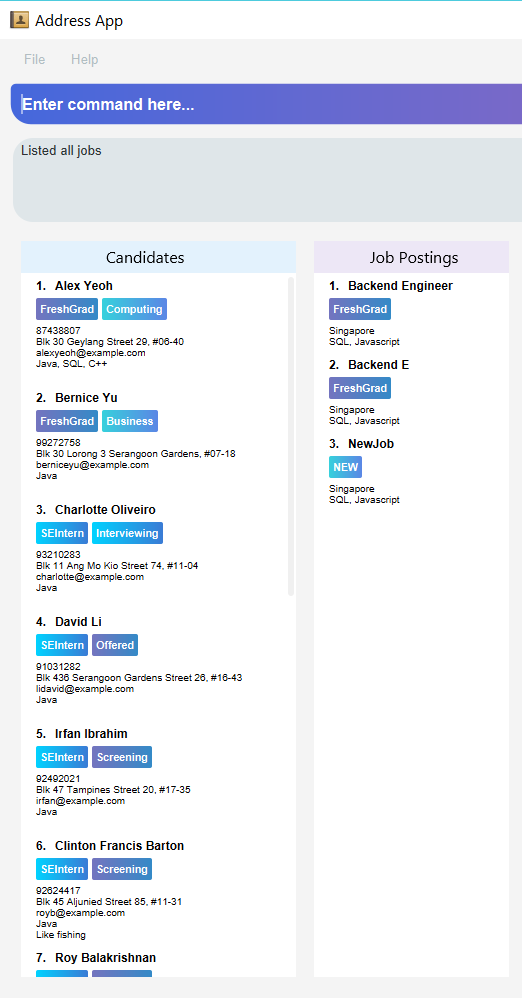 Address App
File Help
Enter command here...
Listed all jobs
Candidates
1. Alex Yeoh
FreshGrad Computing
87438807
Blk 30 Geylang Street 29, #06-40
alexyeoh@example.com
Java, SQL, C++
2. Bernice Yu
FreshGrad Business
99272758
Blk 30 Lorong 3 Serangoon Gardens, #07-18
berniceyu@example.com
Java
3. Charlotte Oliveiro
SEIntern Interviewing
93210283
Blk 11 Ang Mo Kio Street 74, #11-04
charlotte@example.com
Java
4. David Li
SEIntern Offered
91031282
Blk 436 Serangoon Gardens Street 26, #16-43
lidavid@example.com
Java
5. Irfan Ibrahim
SEIntern Screening
92492021
Blk 47 Tampines Street 20, #17-35
irfan@example.com
Java
6. Clinton Francis Barton
SEIntern Screening
92624417
Blk 45 Aljunied Street 85, #11-31
royb@example.com
Java
Like fishing
7. Roy Balakrishnan
SEIntern Screening
Job Postings
1. Backend Engineer
FreshGrad
Singapore
SQL, Javascript
2. Backend E
FreshGrad
Singapore
SQL, Javascript
3. NewJob
NEW
Singapore
SQL, Javascript